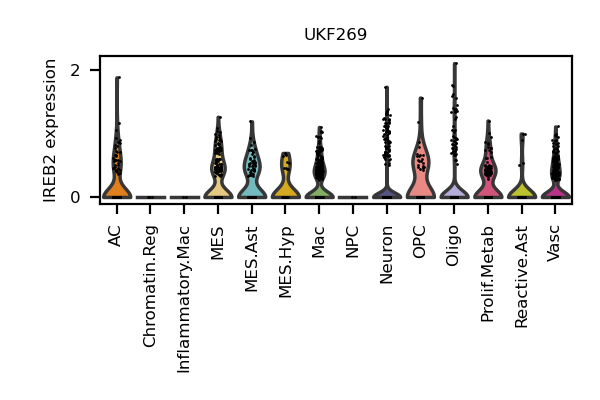 UKF269
IREB2 expression
2
0
AC
Chromatin.Reg
Inflammatory.Mac
MES
MES.Ast
MES.Hyp
Mac
NPC
Neuron
OPC
Oligo
Prolif.Metab
Reactive.Ast
Vasc